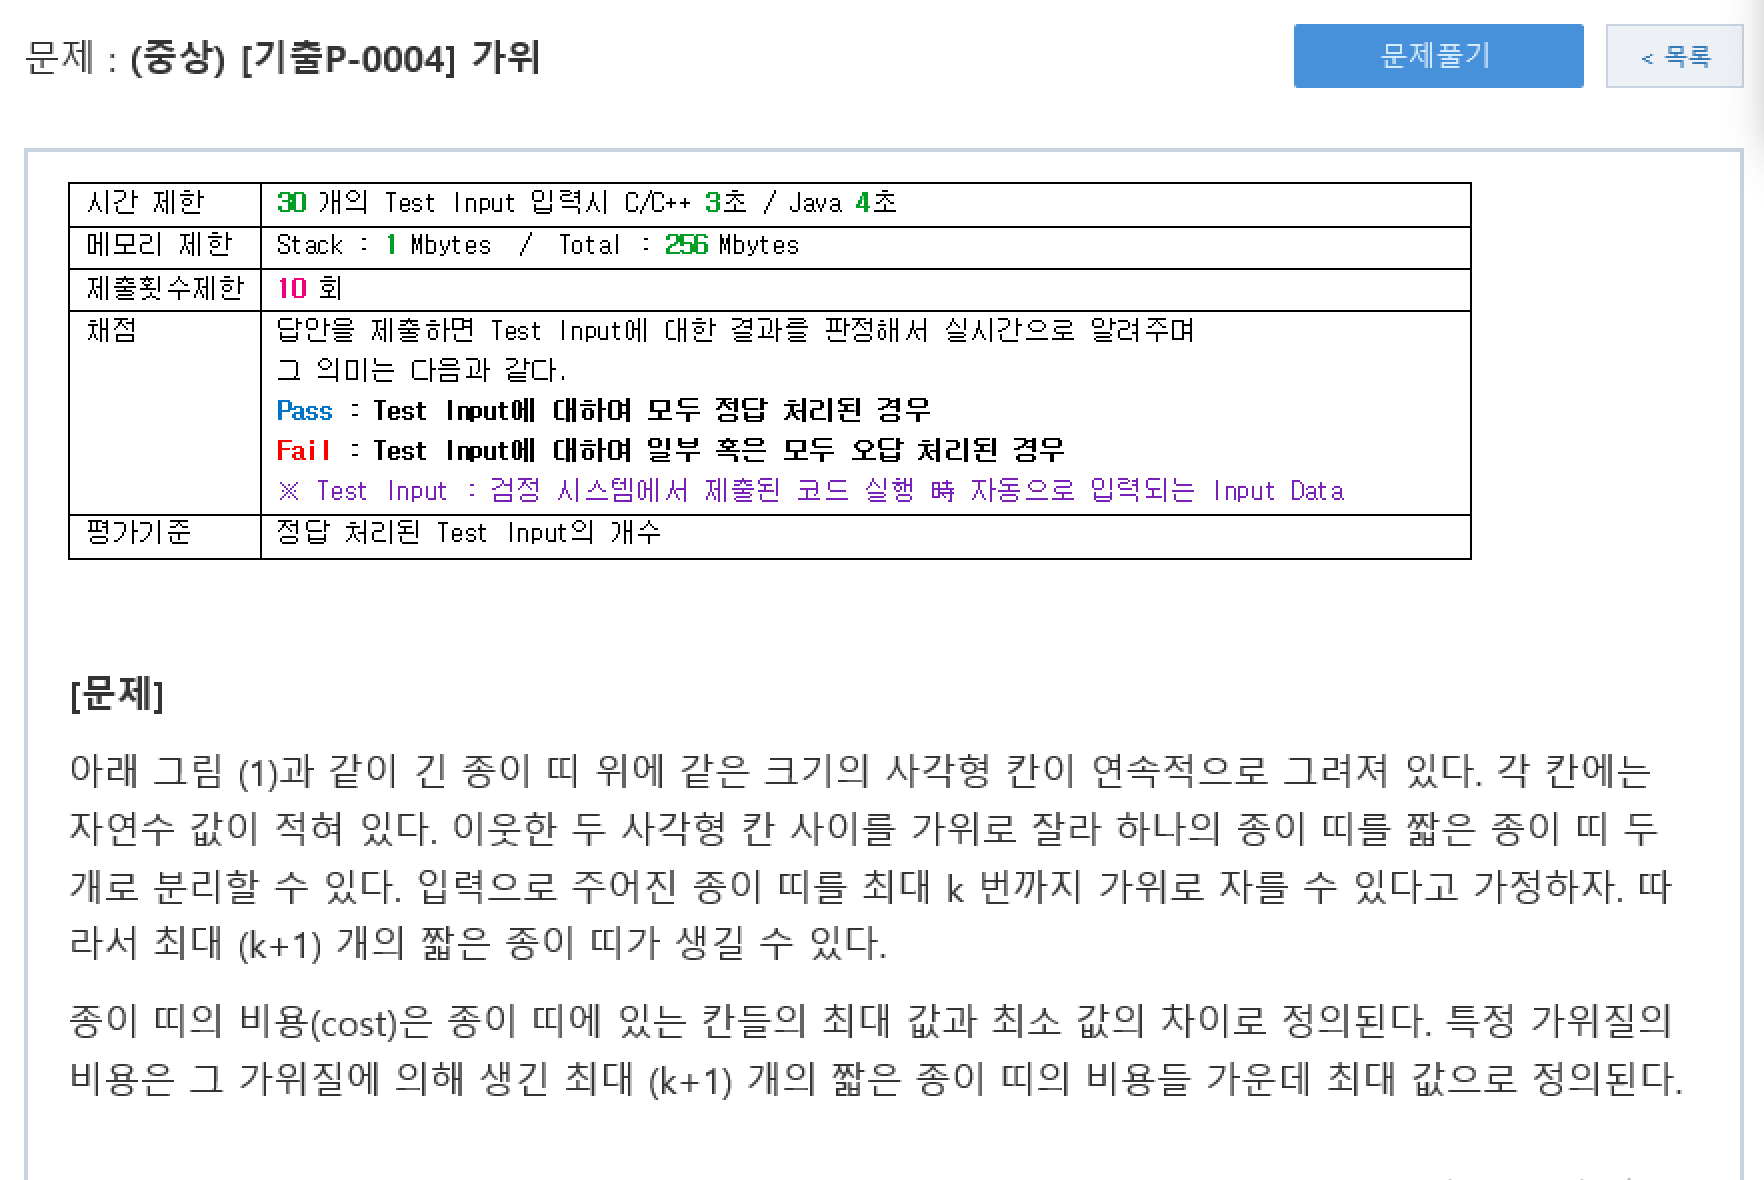 문제 : (중상) [기출P-0004] 가위
문제풀기
< 목록
시간 제한 30 개의 Test Input 입력시 C/C++ 3초 / Java 4초
메모리 제한 Stack : 1 Mbytes / Total : 256 Mbytes
제출횟수제한 10 회
채점 답안을 제출하면 Test Input에 대한 결과를 판정해서 실시간으로 알려주며
그 의미는 다음과 같다.
Pass : Test Input에 대하여 모두 정답 처리된 경우
Fail : Test Input에 대하여 일부 혹은 모두 오답 처리된 경우
※ Test Input : 검정 시스템에서 제출된 코드 실행 時 자동으로 입력되는 Input Data
평가기준 정답 처리된 Test Input의 개수
[문제]
아래 그림 (1)과 같이 긴 종이 띠 위에 같은 크기의 사각형 칸이 연속적으로 그려져 있다. 각 칸에는
자연수 값이 적혀 있다. 이웃한 두 사각형 칸 사이를 가위로 잘라 하나의 종이 띠를 짧은 종이 띠 두
개로 분리할 수 있다. 입력으로 주어진 종이 띠를 최대 k 번까지 가위로 자를 수 있다고 가정하자. 따
라서 최대 (k+1) 개의 짧은 종이 띠가 생길 수 있다.
종이 띠의 비용(cost)은 종이 띠에 있는 칸들의 최대 값과 최소 값의 차이로 정의된다. 특정 가위질의
비용은 그 가위질에 의해 생긴 최대 (k+1) 개의 짧은 종이 띠의 비용들 가운데 최대 값으로 정의된다.